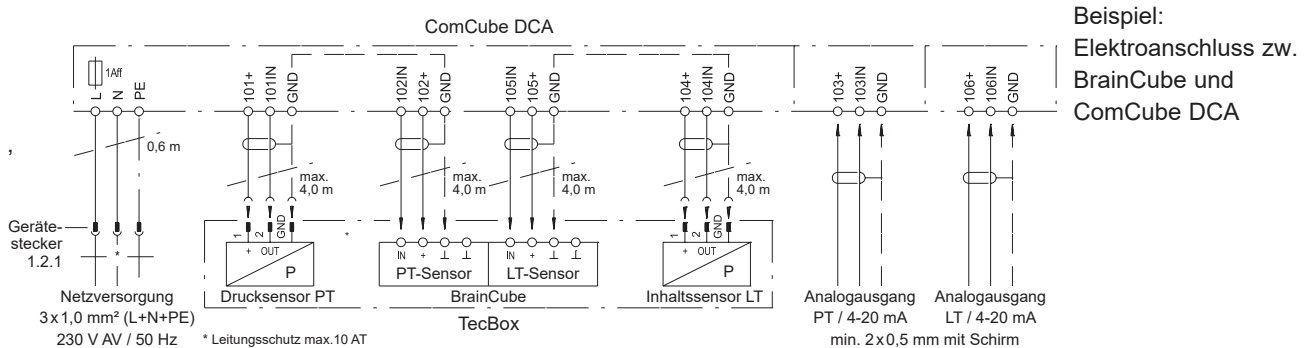 ComCube DCA
Beispiel:
Elektroanschluss zw.
BrainCube und
ComCube DCA
1Aff
L
N
PE
101+
101IN
GND
102IN
102+
GND
105IN
105+
GND
104+
104IN
GND
103+
103IN
GND
106+
106IN
GND
,
0,6 m
max.
4,0 m
max.
4,0 m
max.
4,0 m
max.
4,0 m
Geräte-
stecker
1.2.1
*
1
2
GND
+ OUT
P
*
IN + ⊥ ⊥
PT-Sensor
IN + ⊥ ⊥
LT-Sensor
1
2
GND
+ OUT
P
Netzversorgung
3 x 1,0 mm² (L+N+PE)
230 V AV / 50 Hz
Drucksensor PT
BrainCube
Inhaltssensor LT
TecBox
* Leitungsschutz max.10 AT
Analogausgang
PT / 4-20 mA
Analogausgang
LT / 4-20 mA
min. 2 x 0,5 mm mit Schirm